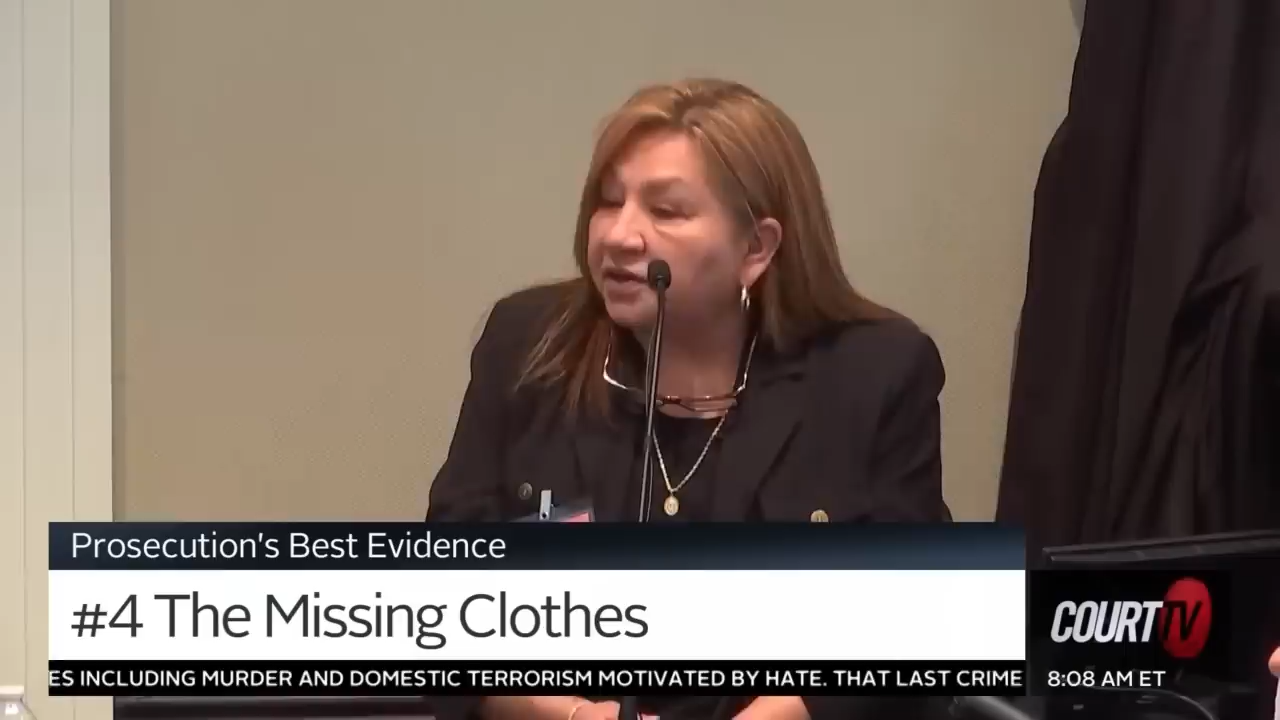 Prosecution's Best Evidence
#4 The Missing Clothes
COURT TV
ES INCLUDING MURDER AND DOMESTIC TERRORISM MOTIVATED BY HATE. THAT LAST CRIME
8:08 AM ET